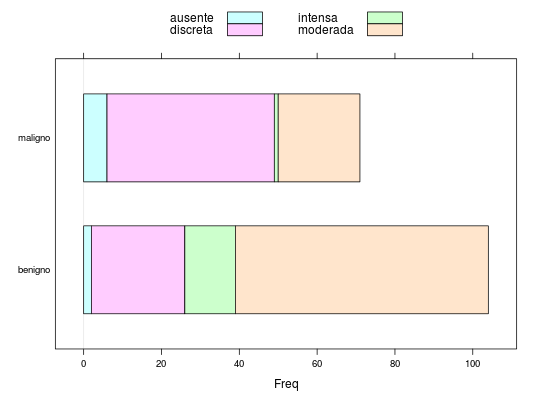 ausente intensa
discreta moderada
maligno
benigno
0 20 40 60 80 100
Freq